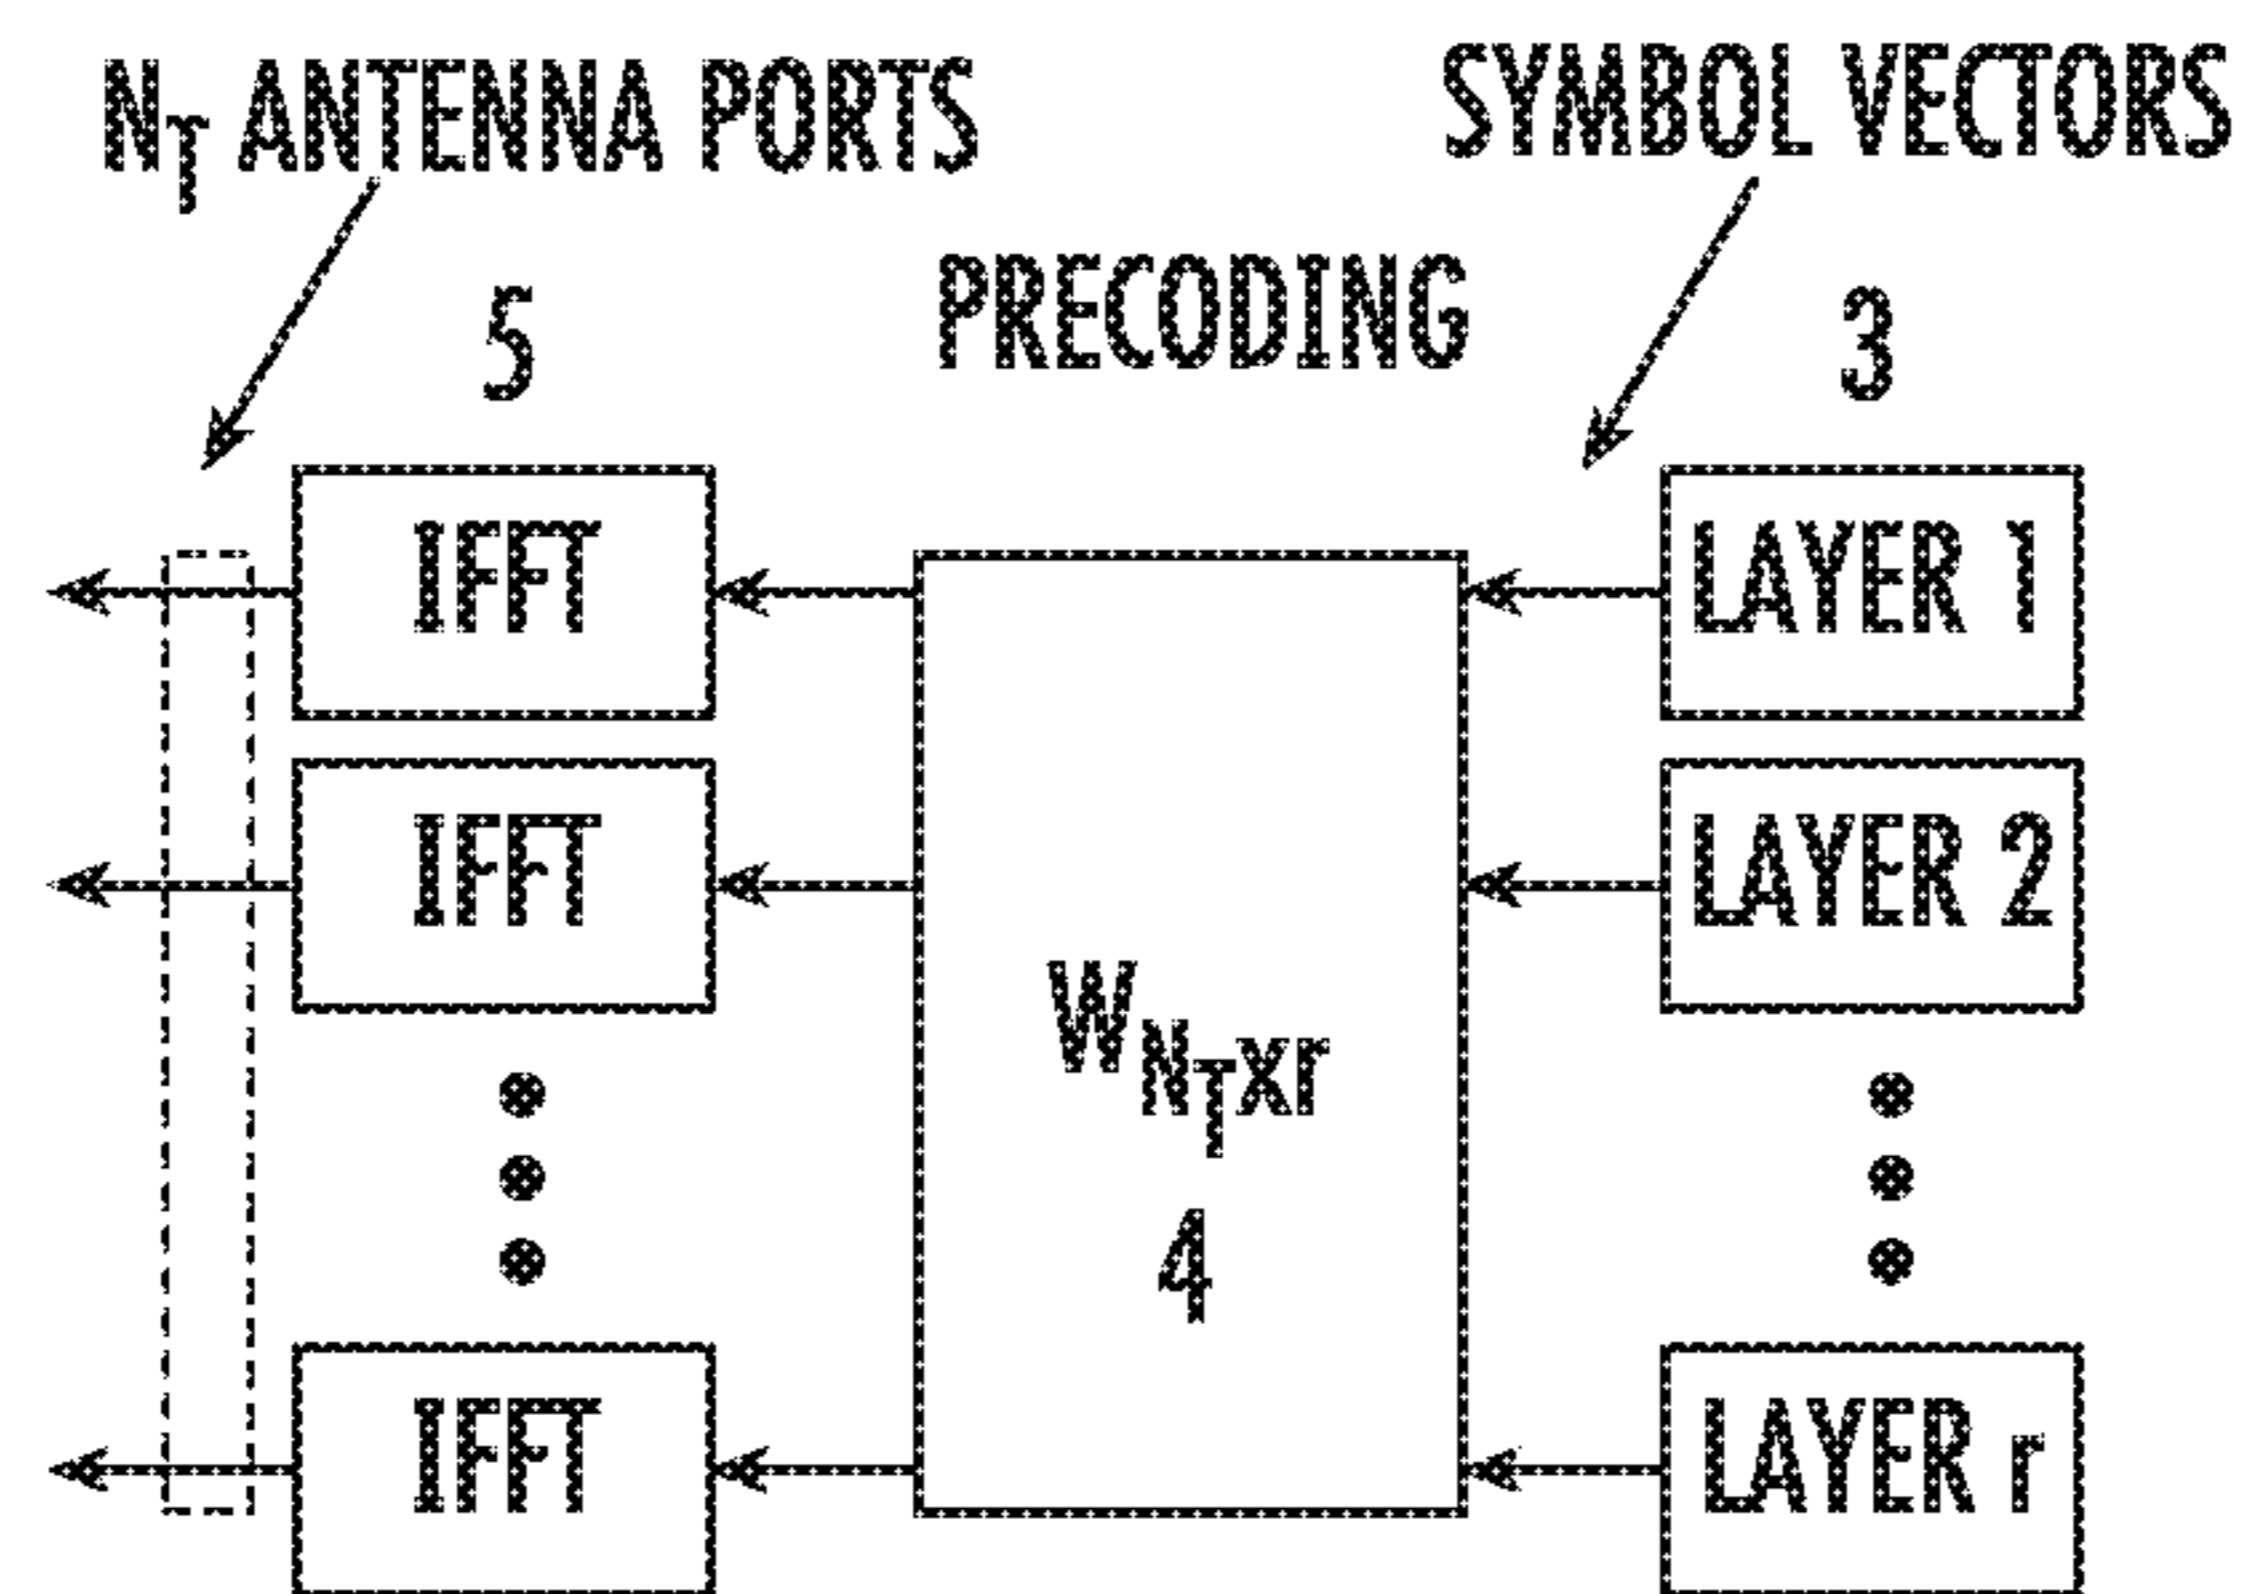 N_T ANTENNA PORTS
SYMBOL VECTORS
PRECODING
5
3
IFFT
LAYER 1
IFFT
LAYER 2
W_{N_T x r}
4
IFFT
LAYER r